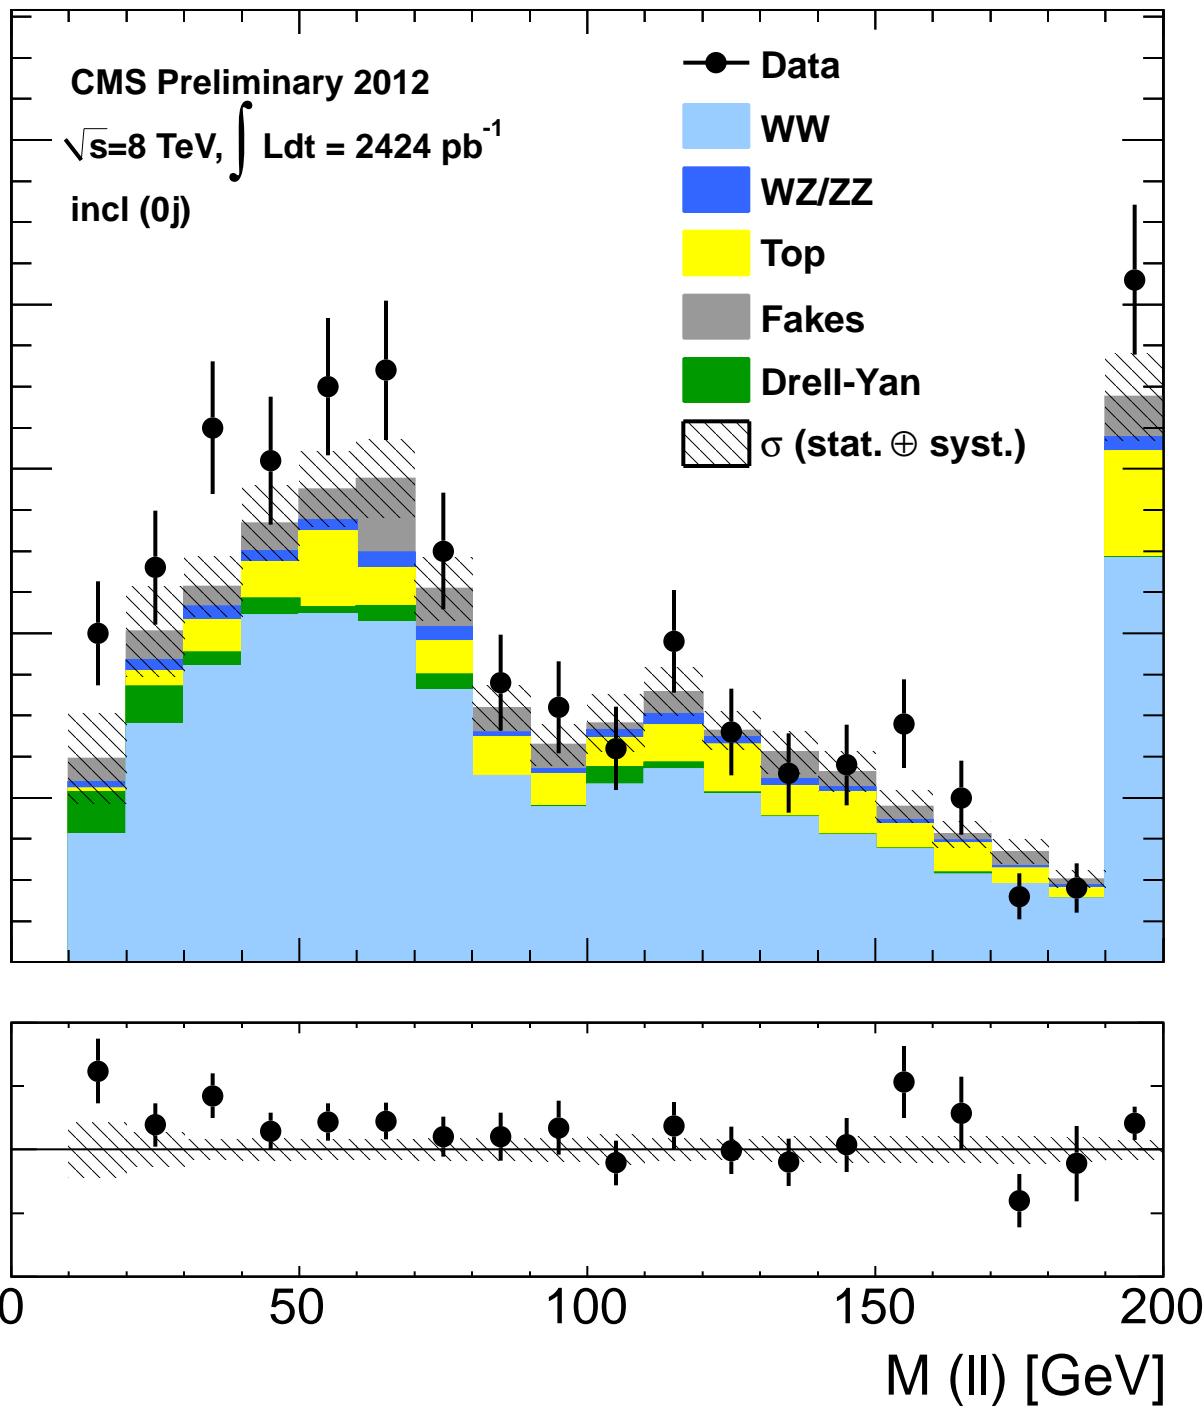 CMS Preliminary 2012
√s=8 TeV, ∫ Ldt = 2424 pb⁻¹
incl (0j)
Data
WW
WZ/ZZ
Top
Fakes
Drell-Yan
σ (stat. ⊕ syst.)
0 50 100 150 200
M (ll) [GeV]